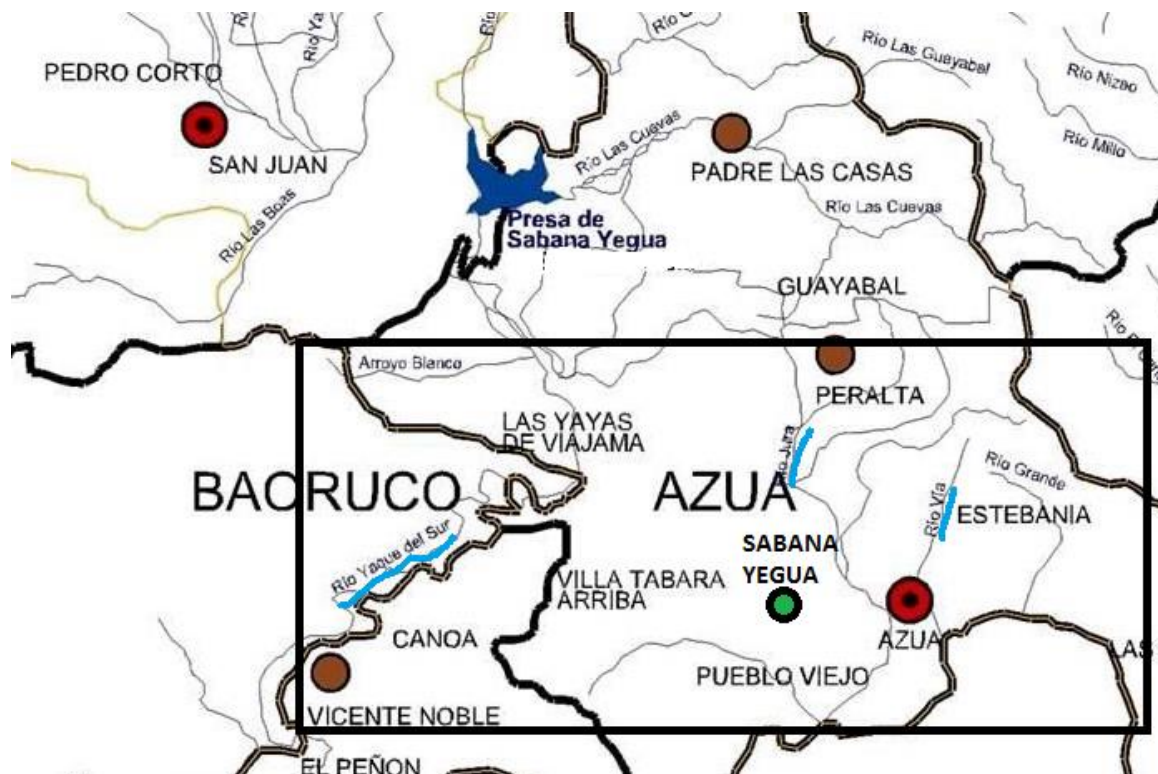 Río Las Guayabal
Río Nizao
PEDRO CORTO
Río Las Cuevas
Río Milla
SAN JUAN
PADRE LAS CASAS
Río Las Boas
Presa de
Sabana Yegua
Río Las Cuevas
GUAYABAL
Arroyo Blanco
PERALTA
LAS YAYAS
DE VIAJAMA
Jura
BAORUCO
AZUA
Río Grande
Río Vía
ESTEBANIA
Río Yaque del Sur
SABANA
YEGUA
VILLA TABARA
ARRIBA
CANOA
AZUA
LAS
PUEBLO VIEJO
VICENTE NOBLE
EL PEÑON